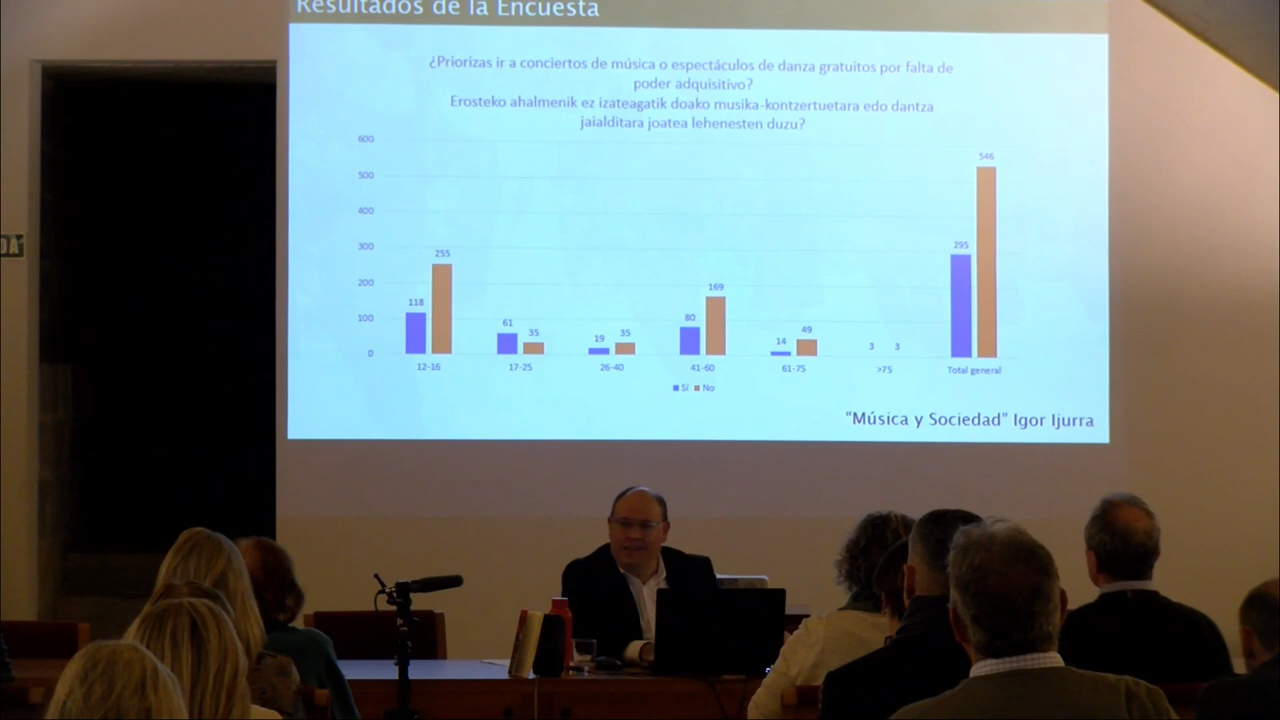 Resultados de la Encuesta
¿Priorizas ir a conciertos de música o espectáculos de danza gratuitos por falta de
poder adquisitivo?
Erosteko ahalmenik ez izateagatik doako musika-kontzertuetara edo dantza
jaialditara joatea lehenesten duzu?
600
500
400
300
200
100
0
118
255
61
35
19
35
80
169
14
49
3
3
295
546
12-16
17-25
26-40
41-60
61-75
>75
Total general
Sí
No
"Música y Sociedad" Igor Ijurra
DA